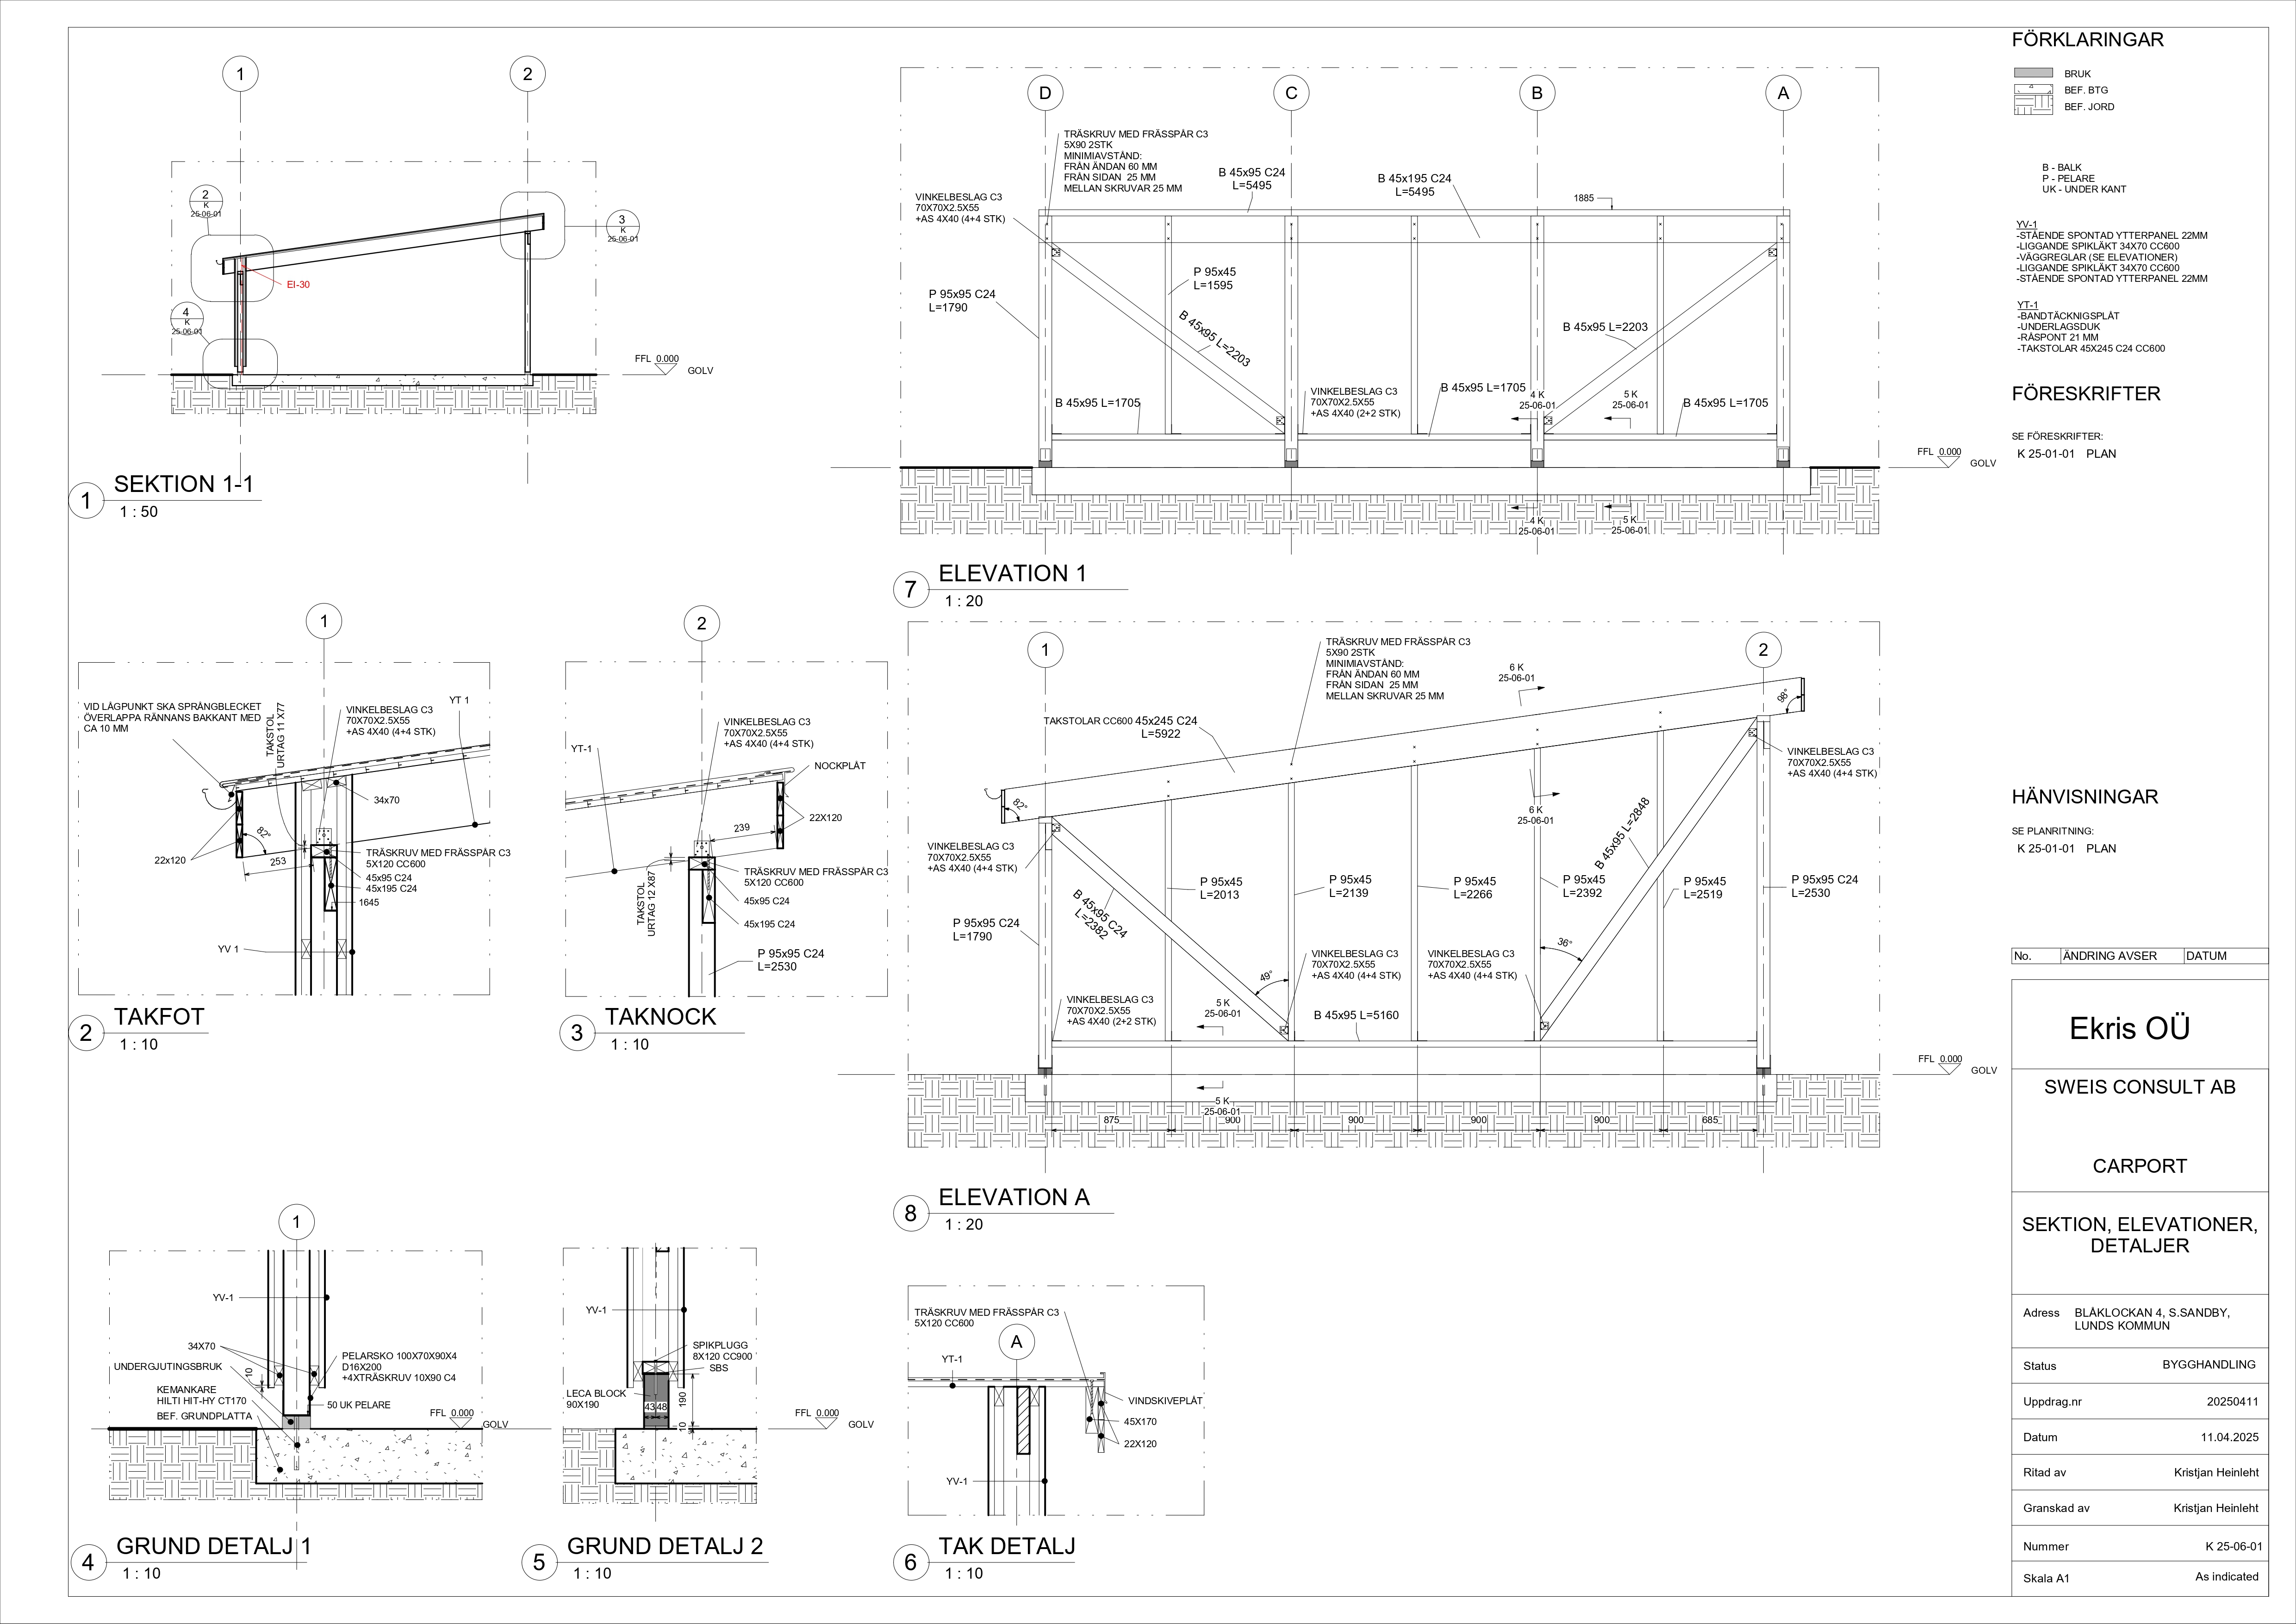 1
2
2
K
25-06-01
3
K
25-06-01
EI-30
4
K
25-06-01
FFL 0.000
GOLV
1
SEKTION 1-1
1 : 50
D
C
B
A
TRÄSKRUV MED FRÄSSPÅR C3
5X90 2STK
MINIMIAVSTÅND:
FRÅN ÄNDAN 60 MM
FRÅN SIDAN 25 MM
MELLAN SKRUVAR 25 MM
B 45x95 C24
L=5495
B 45x195 C24
L=5495
1885
VINKELBESLAG C3
70X70X2.5X55
+AS 4X40 (4+4 STK)
P 95x95 C24
L=1790
P 95x45
L=1595
B 45x95 L=2203
B 45x95 L=2203
B 45x95 L=1705
VINKELBESLAG C3
70X70X2.5X55
+AS 4X40 (2+2 STK)
B 45x95 L=1705
4 K
25-06-01
5 K
25-06-01
B 45x95 L=1705
FFL 0.000
GOLV
4 K
25-06-01
5 K
25-06-01
7
ELEVATION 1
1 : 20
1
VID LÅGPUNKT SKA SPRÅNGBLECKET
ÖVERLAPPA RÄNNANS BAKKANT MED
CA 10 MM
TAKSTOL
URTAG 11 X77
VINKELBESLAG C3
70X70X2.5X55
+AS 4X40 (4+4 STK)
YT 1
34x70
82°
22x120
253
TRÄSKRUV MED FRÄSSPÅR C3
5X120 CC600
45x95 C24
45x195 C24
1645
YV 1
2
TAKFOT
1 : 10
2
VINKELBESLAG C3
70X70X2.5X55
+AS 4X40 (4+4 STK)
YT-1
NOCKPLÅT
239
22X120
TAKSTOL
URTAG 12 X87
TRÄSKRUV MED FRÄSSPÅR C3
5X120 CC600
45x95 C24
45x195 C24
P 95x95 C24
L=2530
3
TAKNOCK
1 : 10
1
2
TRÄSKRUV MED FRÄSSPÅR C3
5X90 2STK
MINIMIAVSTÅND:
FRÅN ÄNDAN 60 MM
FRÅN SIDAN 25 MM
MELLAN SKRUVAR 25 MM
6 K
25-06-01
98°
TAKSTOLAR CC600 45x245 C24
L=5922
VINKELBESLAG C3
70X70X2.5X55
+AS 4X40 (4+4 STK)
82°
6 K
25-06-01
VINKELBESLAG C3
70X70X2.5X55
+AS 4X40 (4+4 STK)
B 45x95 C24
L=2382
P 95x95 C24
L=1790
P 95x45
L=2013
P 95x45
L=2139
P 95x45
L=2266
P 95x45
L=2392
B 45x95 L=2848
P 95x45
L=2519
P 95x95 C24
L=2530
36°
49°
VINKELBESLAG C3
70X70X2.5X55
+AS 4X40 (4+4 STK)
VINKELBESLAG C3
70X70X2.5X55
+AS 4X40 (4+4 STK)
VINKELBESLAG C3
70X70X2.5X55
+AS 4X40 (2+2 STK)
5 K
25-06-01
B 45x95 L=5160
FFL 0.000
GOLV
5 K
25-06-01
875
900
900
900
900
685
8
ELEVATION A
1 : 20
1
YV-1
34X70
UNDERGJUTINGSBRUK
10
KEMANKARE
HILTI HIT-HY CT170
BEF. GRUNDPLATTA
PELARSKO 100X70X90X4
D16X200
+4XTRÄSKRUV 10X90 C4
50 UK PELARE
FFL 0.000
GOLV
4
GRUND DETALJ 1
1 : 10
YV-1
SPIKPLUGG
8X120 CC900
SBS
LECA BLOCK
90X190
43
48
190
10
FFL 0.000
GOLV
5
GRUND DETALJ 2
1 : 10
TRÄSKRUV MED FRÄSSPÅR C3
5X120 CC600
A
YT-1
VINDSKIVEPLÅT
45X170
22X120
YV-1
6
TAK DETALJ
1 : 10
FÖRKLARINGAR
BRUK
BEF. BTG
BEF. JORD
B - BALK
P - PELARE
UK - UNDER KANT
YV-1
-STÅENDE SPONTAD YTTERPANEL 22MM
-LIGGANDE SPIKLÄKT 34X70 CC600
-VÄGGREGLAR (SE ELEVATIONER)
-LIGGANDE SPIKLÄKT 34X70 CC600
-STÅENDE SPONTAD YTTERPANEL 22MM
YT-1
-BANDTÄCKNIGSPLÅT
-UNDERLAGSDUK
-RÅSPONT 21 MM
-TAKSTOLAR 45X245 C24 CC600
FÖRESKRIFTER
SE FÖRESKRIFTER:
K 25-01-01 PLAN
HÄNVISNINGAR
SE PLANRITNING:
K 25-01-01 PLAN
No. ÄNDRING AVSER DATUM
Ekris OÜ
SWEIS CONSULT AB
CARPORT
SEKTION, ELEVATIONER,
DETALJER
Adress BLÅKLOCKAN 4, S.SANDBY,
LUNDS KOMMUN
Status BYGGHANDLING
Uppdrag.nr 20250411
Datum 11.04.2025
Ritad av Kristjan Heinleht
Granskad av Kristjan Heinleht
Nummer K 25-06-01
Skala A1 As indicated